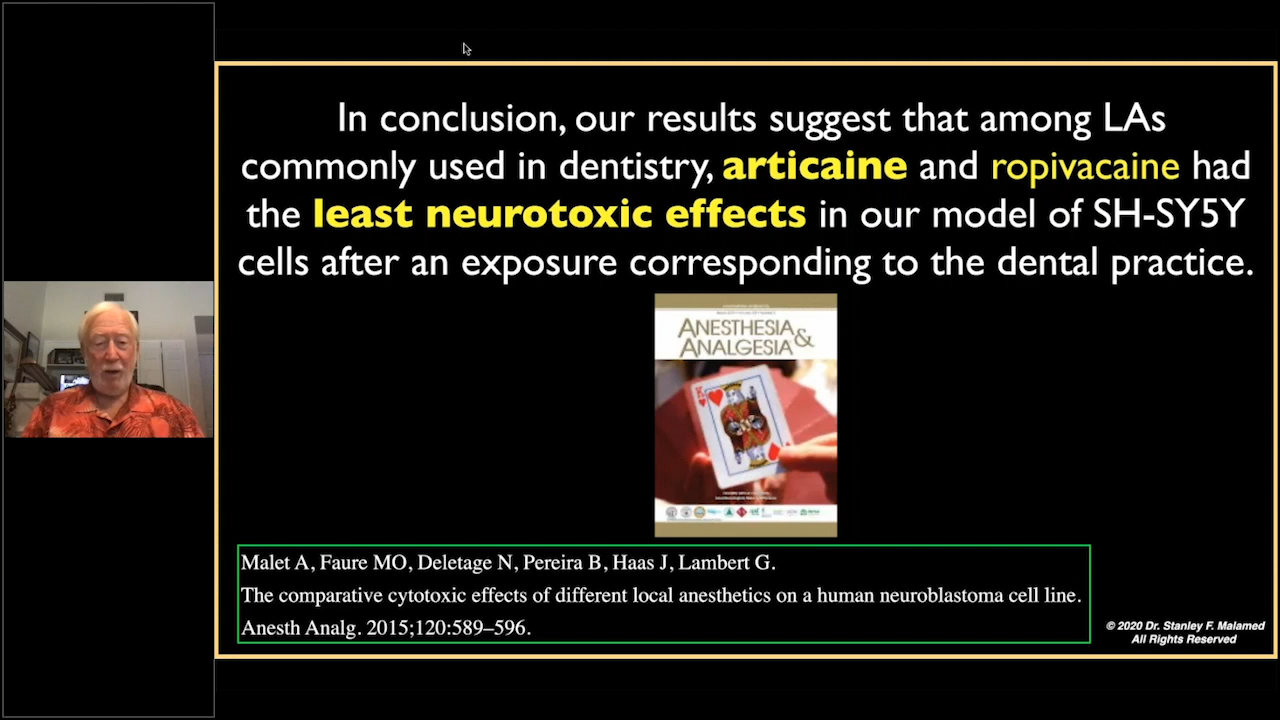 In conclusion, our results suggest that among LAs
commonly used in dentistry, articaine and ropivacaine had
the least neurotoxic effects in our model of SH-SY5Y
cells after an exposure corresponding to the dental practice.
ANESTHESIA &
ANALGESIA
Malet A, Faure MO, Deletage N, Pereira B, Haas J, Lambert G.
The comparative cytotoxic effects of different local anesthetics on a human neuroblastoma cell line.
Anesth Analg. 2015;120:589–596.
© 2020 Dr. Stanley F. Malamed
All Rights Reserved